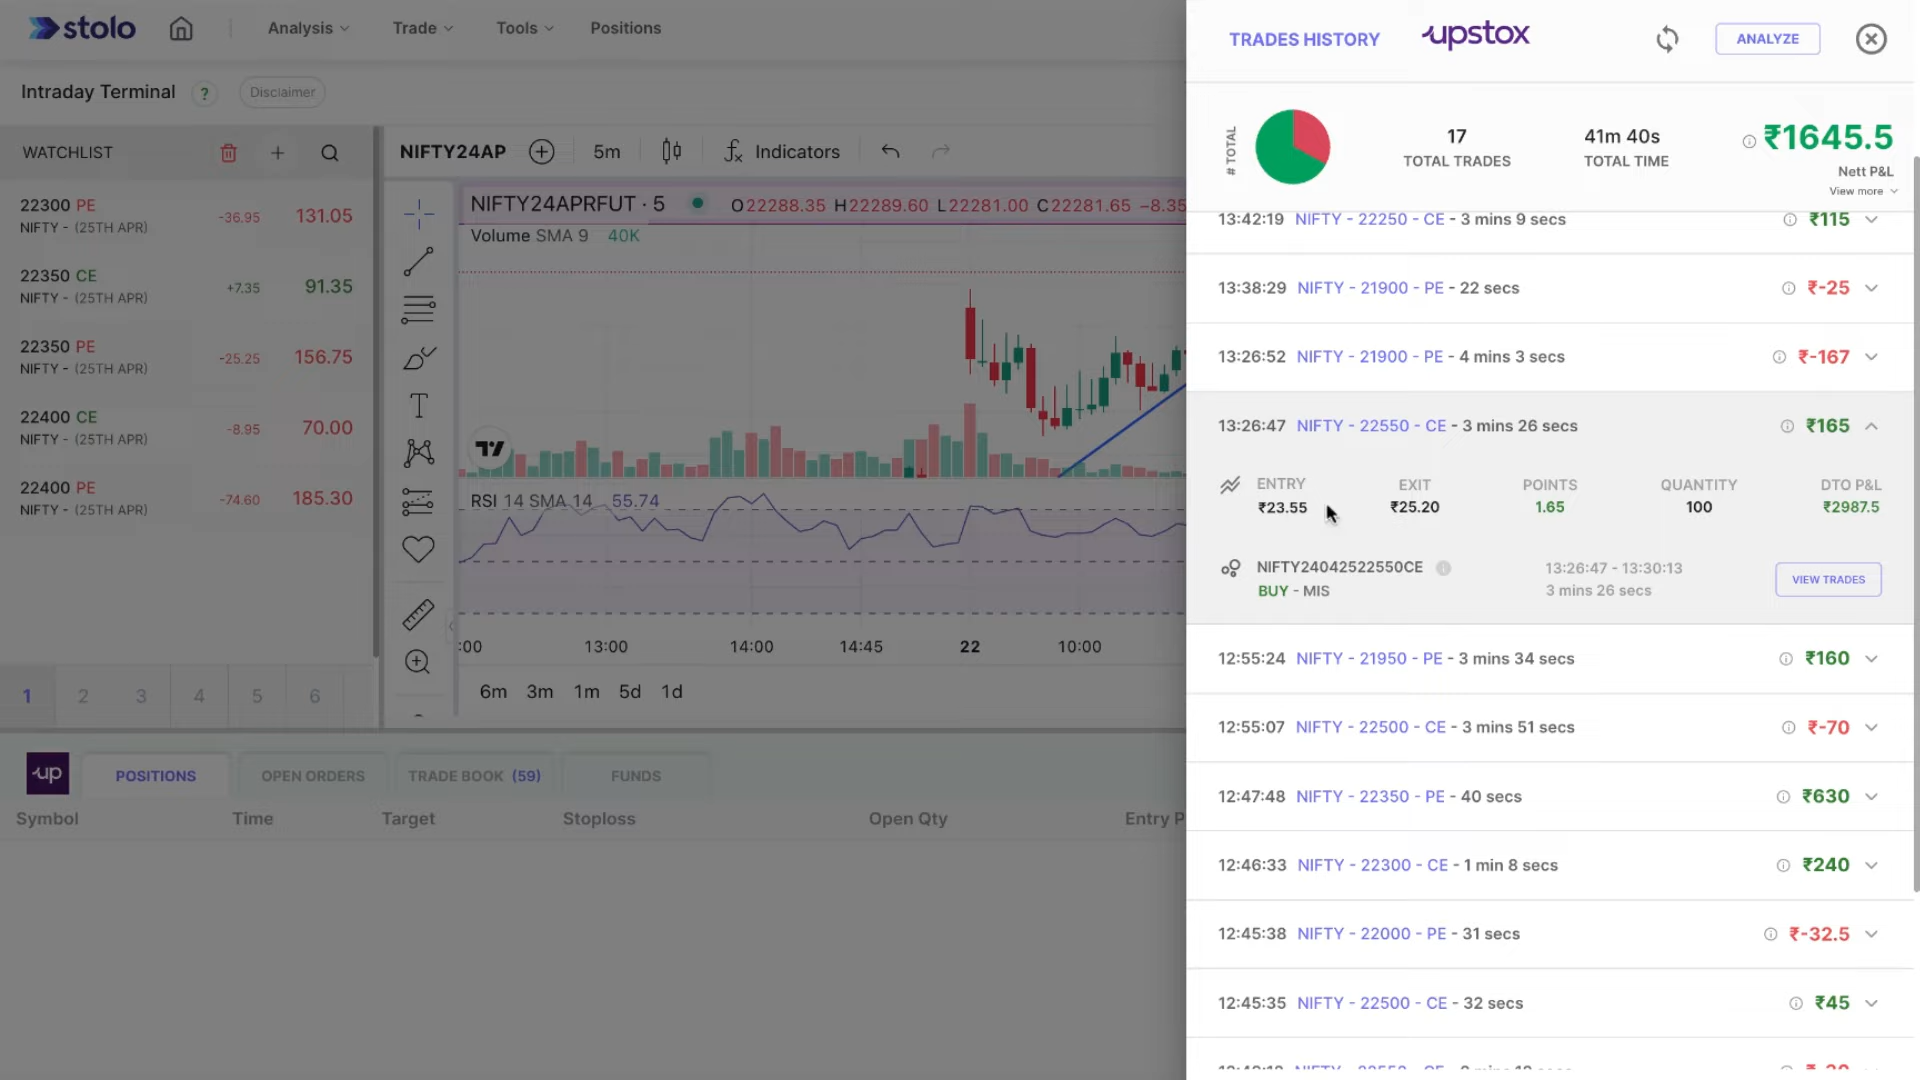 stolo
Analysis
Trade
Tools
Positions
Intraday Terminal
?
Disclaimer
WATCHLIST
22300 PE
NIFTY - (25TH APR)
-36.95
131.05
22350 CE
NIFTY - (25TH APR)
+7.35
91.35
22350 PE
NIFTY - (25TH APR)
-25.25
156.75
22400 CE
NIFTY - (25TH APR)
-8.95
70.00
22400 PE
NIFTY - (25TH APR)
-74.60
185.30
1 2 3 4 5 6
NIFTY24AP
5m
Indicators
NIFTY24APRFUT · 5
O22288.35 H22289.60 L22281.00 C22281.65 −8.35
Volume SMA 9 40K
RSI 14 SMA 14 55.74
:00 13:00 14:00 14:45 22 10:00
6m 3m 1m 5d 1d
up
POSITIONS
OPEN ORDERS
TRADE BOOK (59)
FUNDS
Symbol Time Target Stoploss Open Qty Entry P
TRADES HISTORY
upstox
ANALYZE
# TOTAL
17
TOTAL TRADES
41m 40s
TOTAL TIME
₹1645.5
Nett P&L
View more
13:42:19 NIFTY - 22250 - CE - 3 mins 9 secs ₹115
13:38:29 NIFTY - 21900 - PE - 22 secs ₹-25
13:26:52 NIFTY - 21900 - PE - 4 mins 3 secs ₹-167
13:26:47 NIFTY - 22550 - CE - 3 mins 26 secs ₹165
ENTRY EXIT POINTS QUANTITY DTO P&L
₹23.55 ₹25.20 1.65 100 ₹2987.5
NIFTY24042522550CE
BUY - MIS
13:26:47 - 13:30:13
3 mins 26 secs
VIEW TRADES
12:55:24 NIFTY - 21950 - PE - 3 mins 34 secs ₹160
12:55:07 NIFTY - 22500 - CE - 3 mins 51 secs ₹-70
12:47:48 NIFTY - 22350 - PE - 40 secs ₹630
12:46:33 NIFTY - 22300 - CE - 1 min 8 secs ₹240
12:45:38 NIFTY - 22000 - PE - 31 secs ₹-32.5
12:45:35 NIFTY - 22500 - CE - 32 secs ₹45